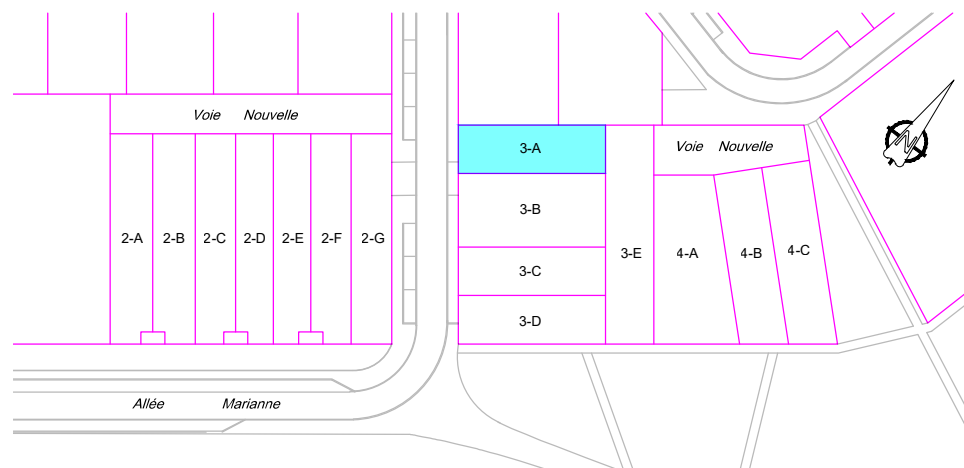 Voie Nouvelle
3-A
Voie Nouvelle
N
3-B
2-A 2-B 2-C 2-D 2-E 2-F 2-G
3-E 4-A 4-B 4-C
3-C
3-D
Allée Marianne